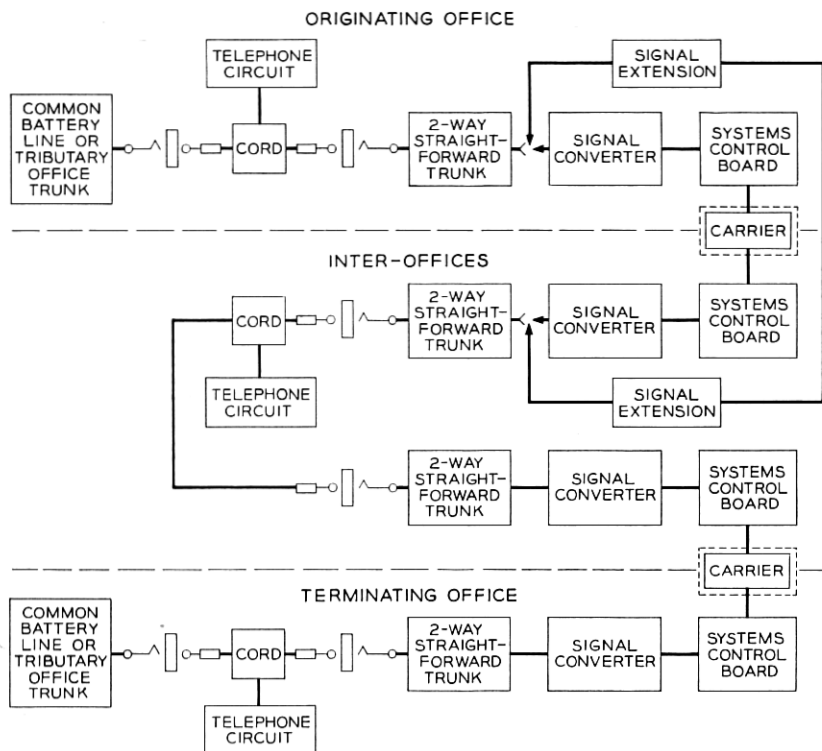 ORIGINATING OFFICE
TELEPHONE
CIRCUIT
SIGNAL
EXTENSION
COMMON
BATTERY
LINE OR
TRIBUTARY
OFFICE
TRUNK
CORD
2-WAY
STRAIGHT-
FORWARD
TRUNK
SIGNAL
CONVERTER
SYSTEMS
CONTROL
BOARD
CARRIER
INTER-OFFICES
CORD
2-WAY
STRAIGHT-
FORWARD
TRUNK
SIGNAL
CONVERTER
SYSTEMS
CONTROL
BOARD
TELEPHONE
CIRCUIT
SIGNAL
EXTENSION
2-WAY
STRAIGHT-
FORWARD
TRUNK
SIGNAL
CONVERTER
SYSTEMS
CONTROL
BOARD
CARRIER
TERMINATING OFFICE
COMMON
BATTERY
LINE OR
TRIBUTARY
OFFICE
TRUNK
CORD
2-WAY
STRAIGHT-
FORWARD
TRUNK
SIGNAL
CONVERTER
SYSTEMS
CONTROL
BOARD
TELEPHONE
CIRCUIT